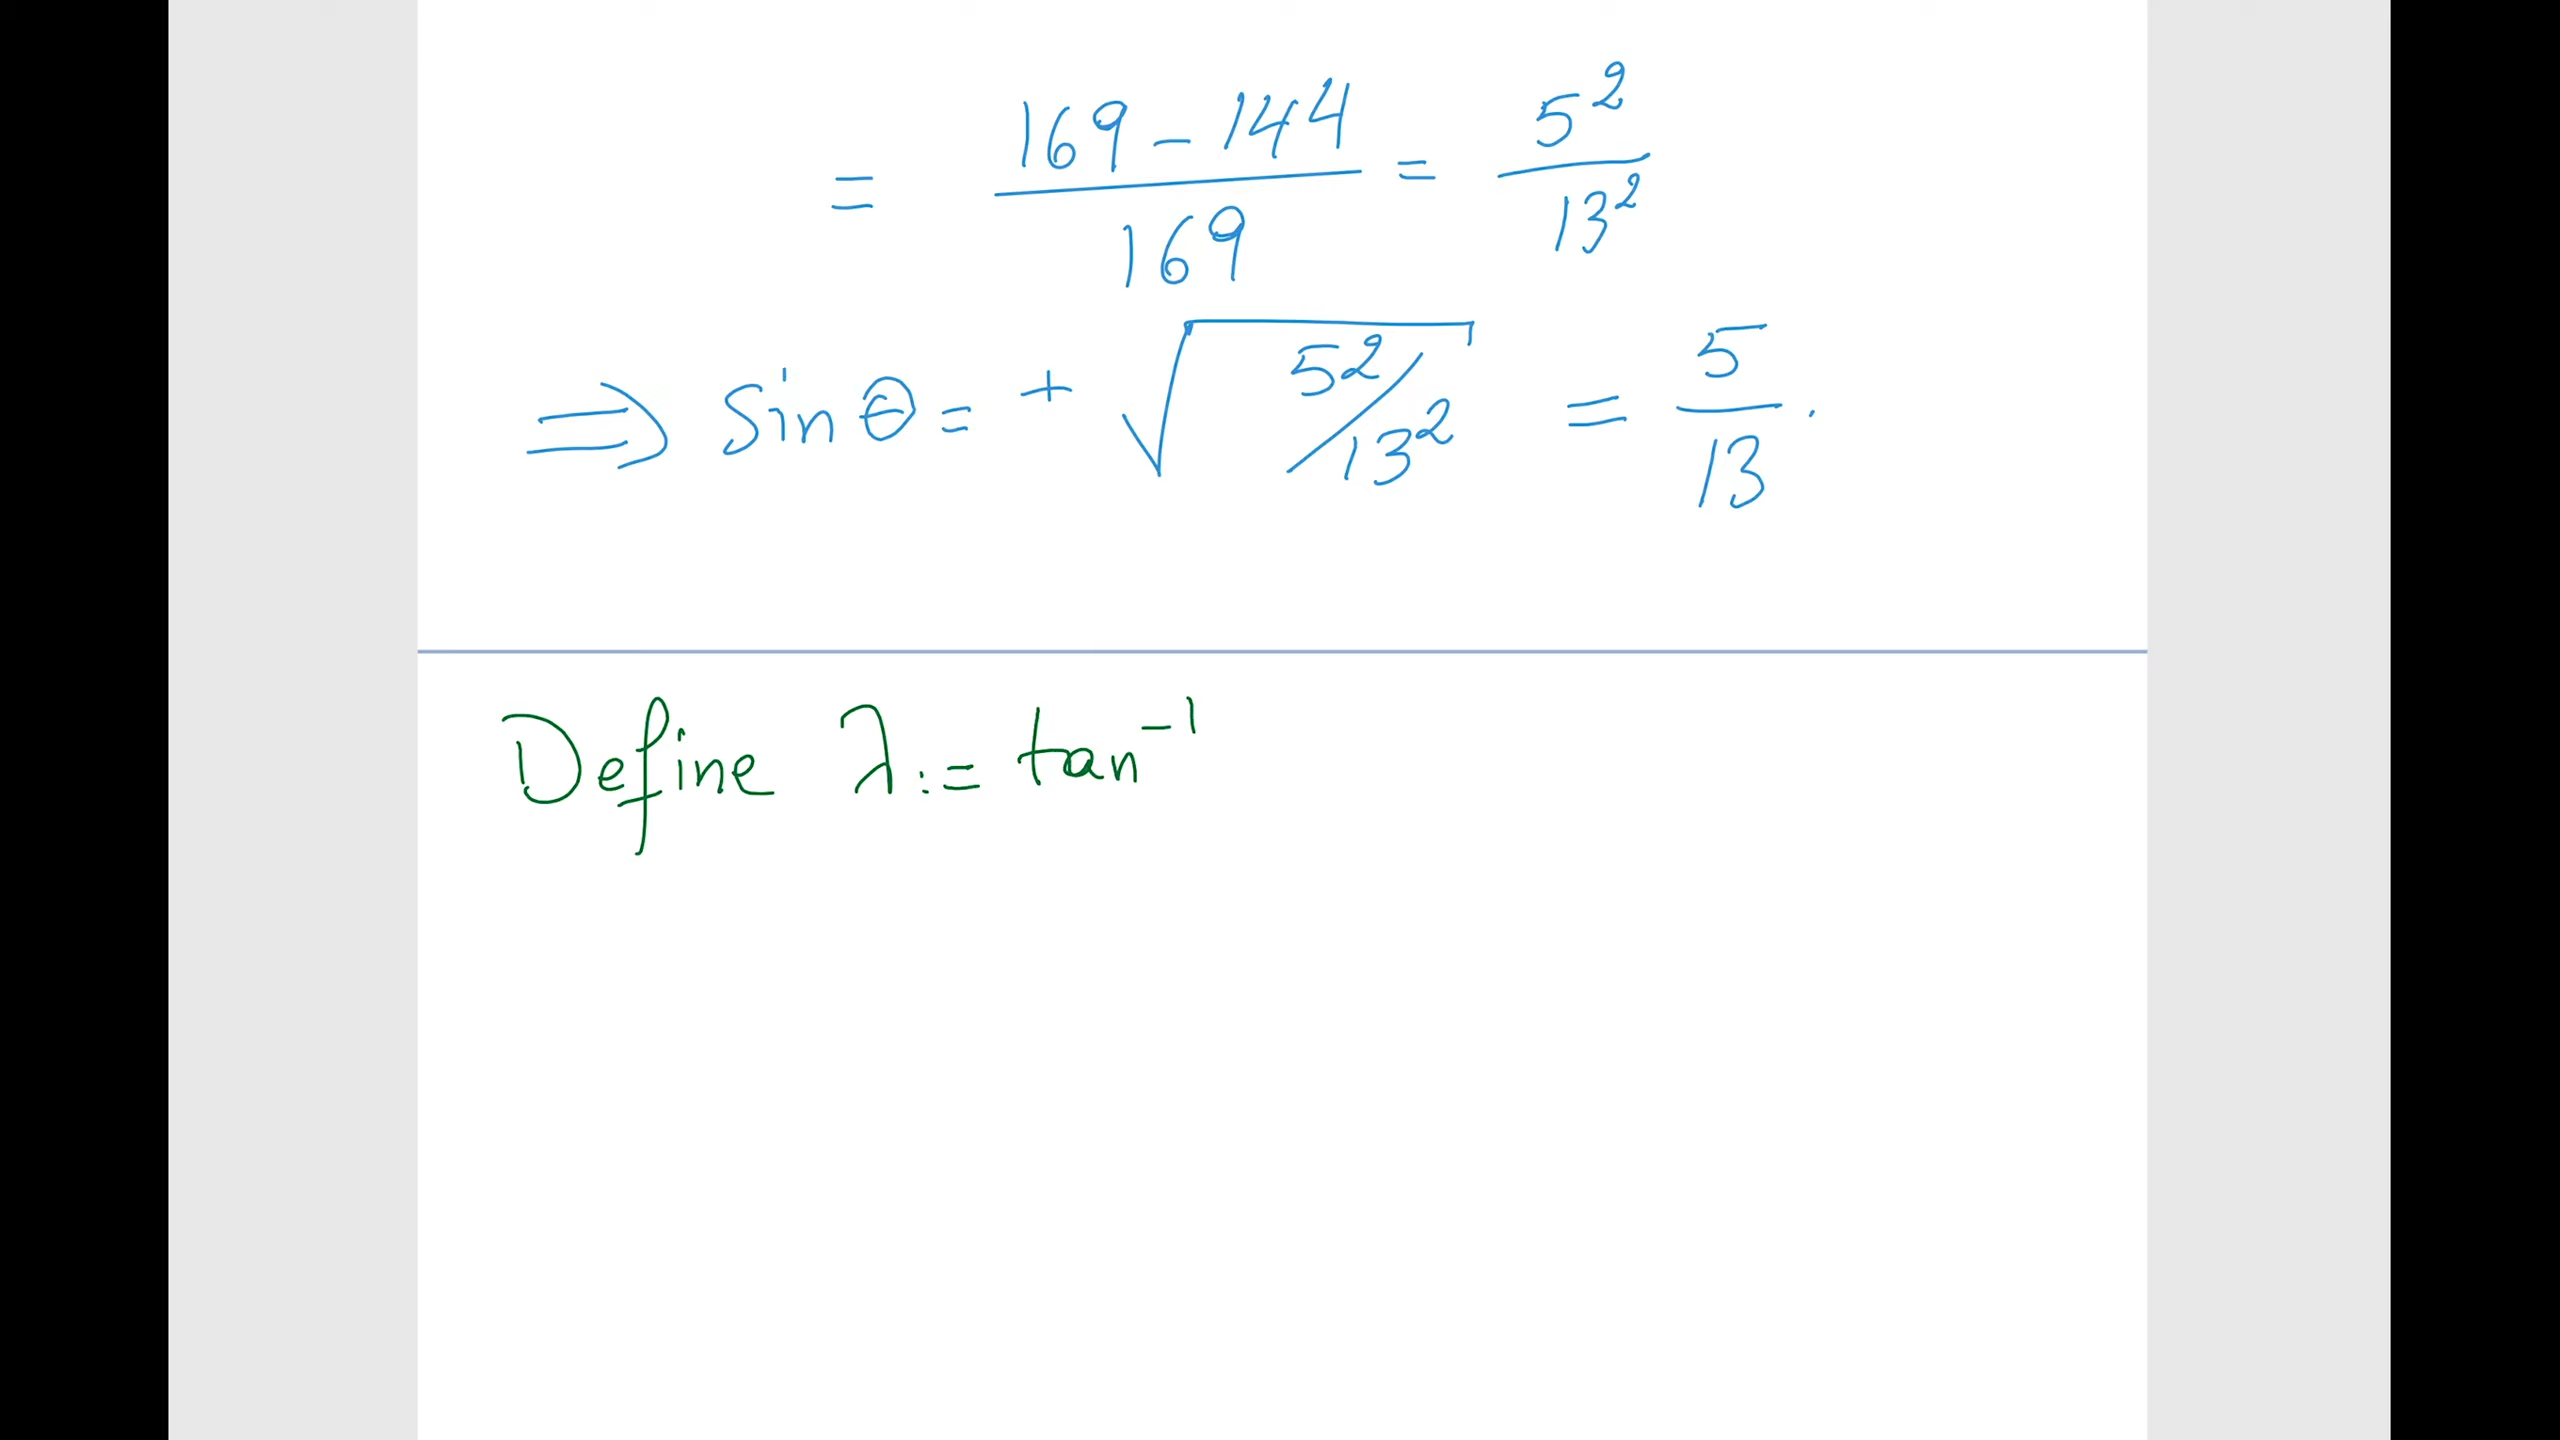 = 169 - 144 / 169 = 5² / 13²
⇒ Sin θ = + √(5² / 13²) = 5 / 13 .
Define λ := tan⁻¹